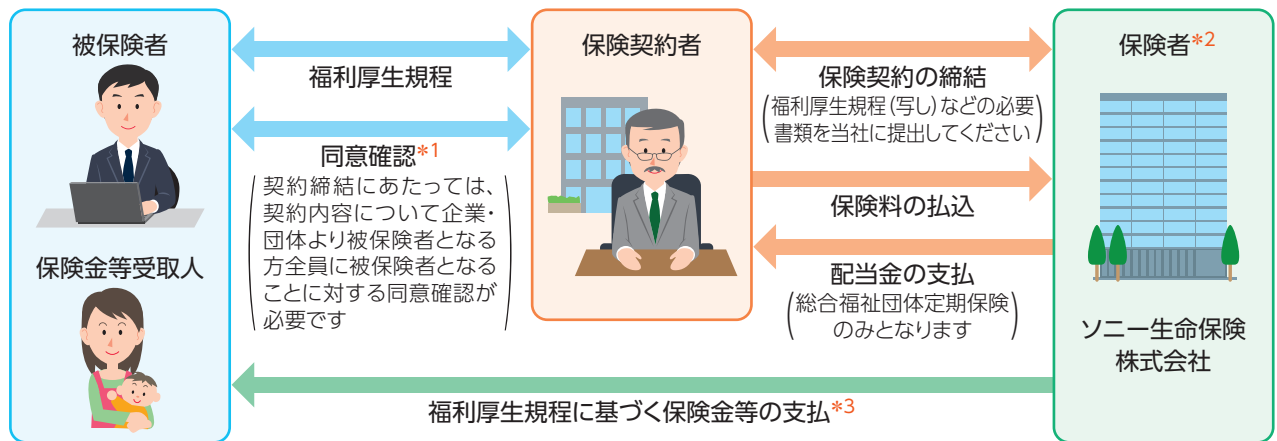 被保険者
保険金等受取人
福利厚生規程
同意確認*1
(契約締結にあたっては、
契約内容について企業・
団体より被保険者となる
方全員に被保険者となる
ことに対する同意確認が
必要です)
保険契約者
保険契約の締結
(福利厚生規程(写し)などの必要
書類を当社に提出してください)
保険料の払込
配当金の支払
(総合福祉団体定期保険
のみとなります)
保険者*2
ソニー生命保険
株式会社
福利厚生規程に基づく保険金等の支払*3